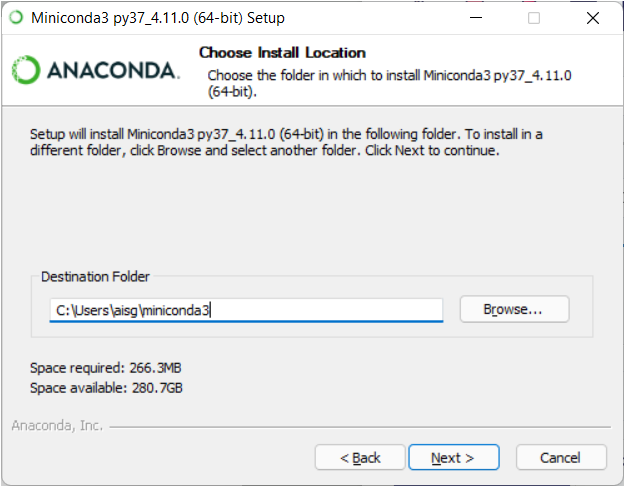 Miniconda3 py37_4.11.0 (64-bit) Setup
Choose Install Location
ANACONDA.
Choose the folder in which to install Miniconda3 py37_4.11.0
(64-bit).
Setup will install Miniconda3 py37_4.11.0 (64-bit) in the following folder. To install in a
different folder, click Browse and select another folder. Click Next to continue.
Destination Folder
C:\Users\aisg\miniconda3
Browse...
Space required: 266.3MB
Space available: 280.7GB
Anaconda, Inc.
< Back
Next >
Cancel